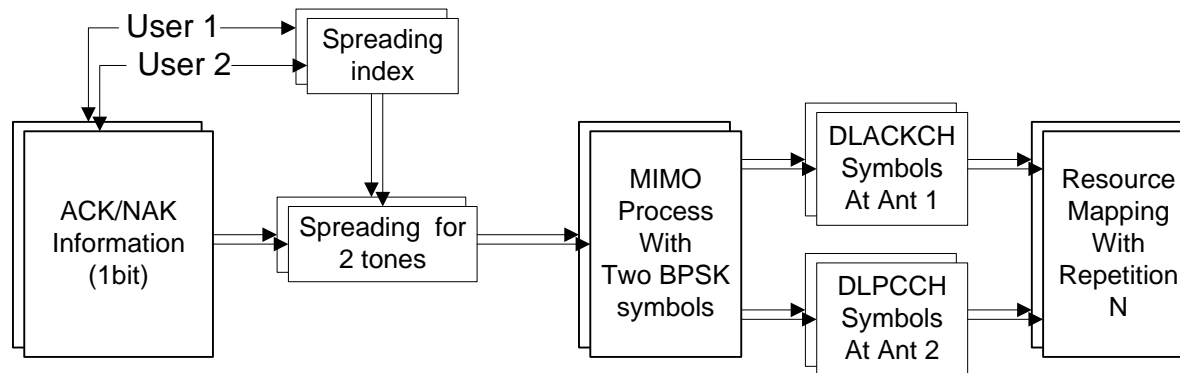 User 1
User 2
Spreading
index
ACK/NAK
Information
(1bit)
Spreading for
2 tones
MIMO
Process
With
Two BPSK
symbols
DLACKCH
Symbols
At Ant 1
DLPCCH
Symbols
At Ant 2
Resource
Mapping
With
Repetition
N